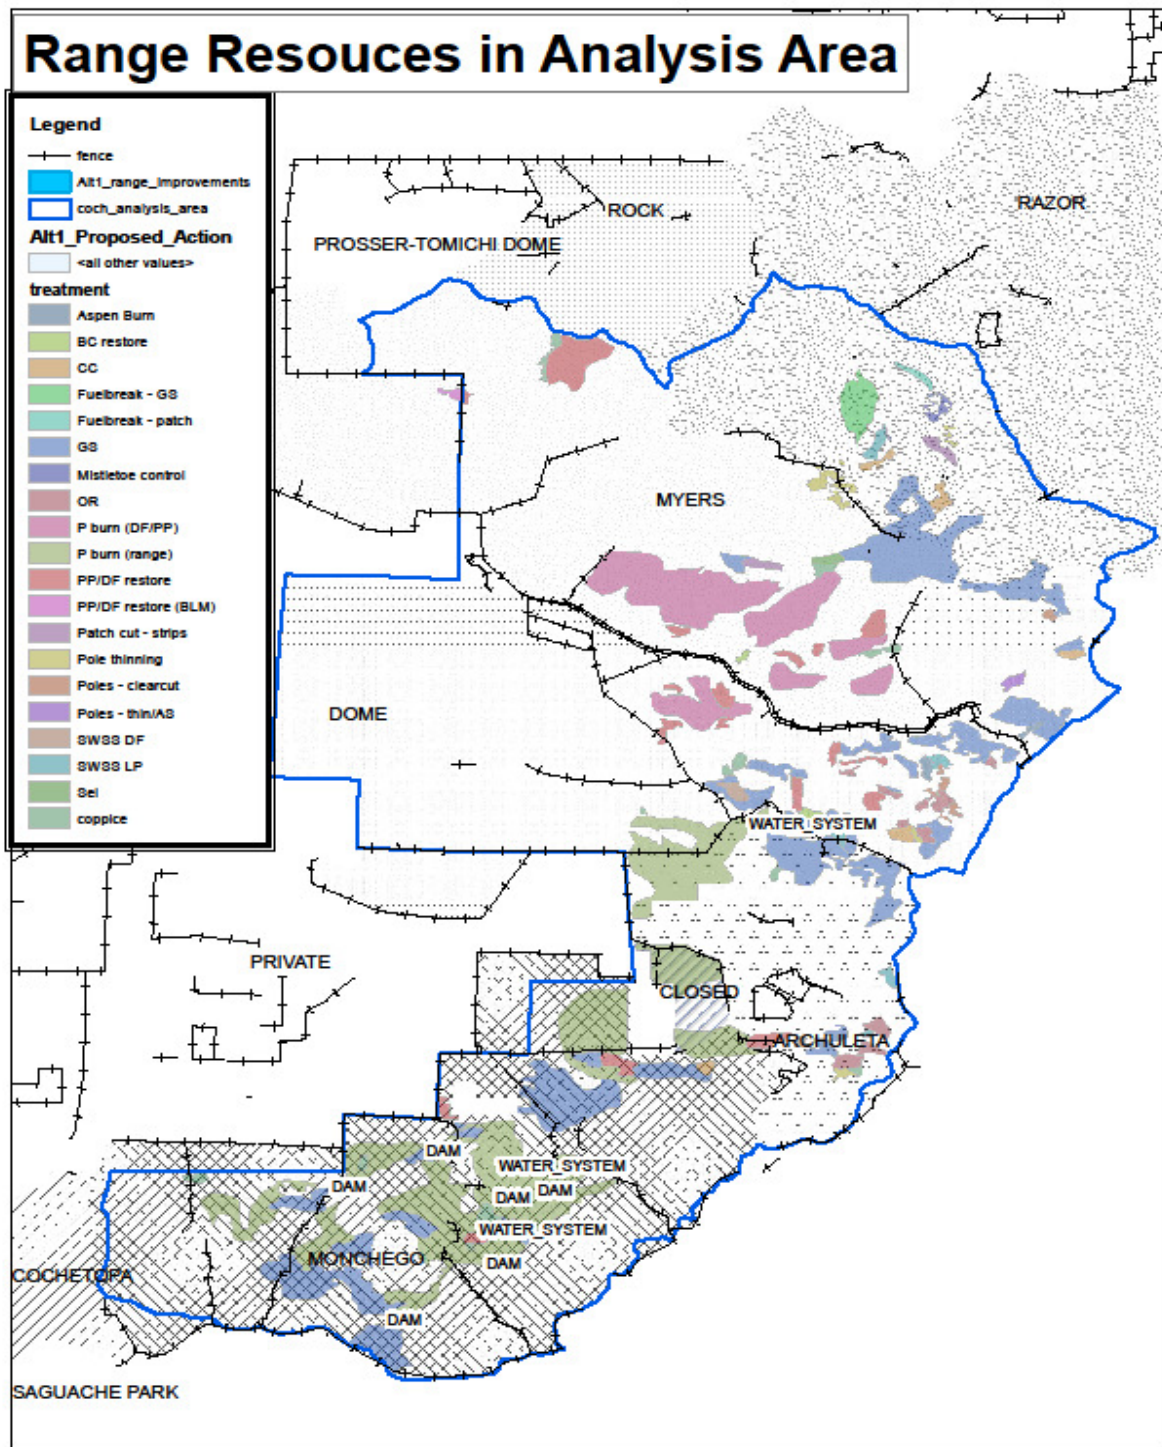 Range Resouces in Analysis Area
Legend
fence
Alt1_range_improvements
coch_analysis_area
Alt1_Proposed_Action
<all other values>
treatment
Aspen Burn
BC restore
CC
Fuelbreak - GS
Fuelbreak - patch
GS
Mistletoe control
OR
P burn (DF/PP)
P burn (range)
PP/DF restore
PP/DF restore (BLM)
Patch cut - strips
Pole thinning
Poles - clearcut
Poles - thin/AS
SWSS DF
SWSS LP
Sel
coppice
RAZOR
ROCK
PROSSER-TOMICHI DOME
MYERS
DOME
WATER_SYSTEM
PRIVATE
CLOSED
ARCHULETA
DAM
WATER_SYSTEM
DAM
DAM
DAM
WATER_SYSTEM
MONCHEGO
DAM
COCHETOPA
DAM
SAGUACHE PARK